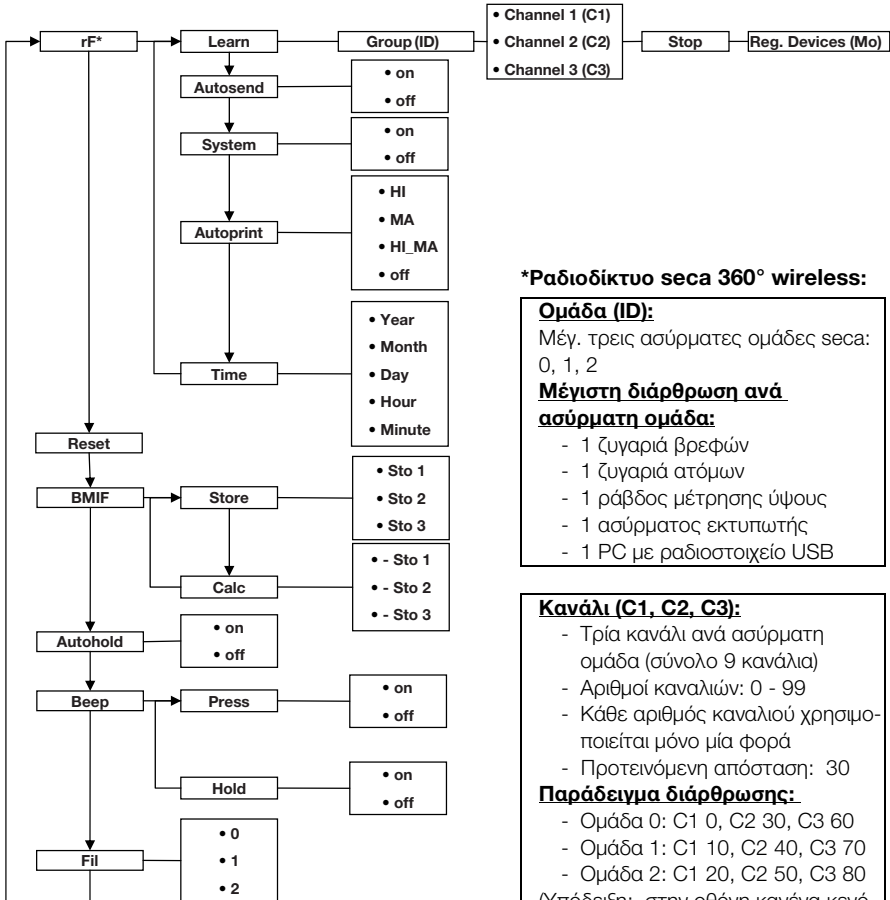 • Channel 1 (C1)
rF*
Learn
Group (ID)
• Channel 2 (C2)
Stop
Reg. Devices (Mo)
• Channel 3 (C3)
Autosend
• on
• off
System
• on
• off
Autoprint
• HI
• MA
• HI_MA
• off
Time
• Year
• Month
• Day
• Hour
• Minute
Reset
BMIF
Store
• Sto 1
• Sto 2
• Sto 3
Calc
• - Sto 1
• - Sto 2
• - Sto 3
Autohold
• on
• off
Beep
Press
• on
• off
Hold
• on
• off
Fil
• 0
• 1
• 2
*Ραδιοδίκτυο seca 360° wireless:
Ομάδα (ID):
Μέγ. τρεις ασύρματες ομάδες seca:
0, 1, 2
Μέγιστη διάρθρωση ανά
ασύρματη ομάδα:
- 1 ζυγαριά βρεφών
- 1 ζυγαριά ατόμων
- 1 ράβδος μέτρησης ύψους
- 1 ασύρματος εκτυπωτής
- 1 PC με ραδιοστοιχείο USB
Κανάλι (C1, C2, C3):
- Τρία κανάλι ανά ασύρματη
ομάδα (σύνολο 9 κανάλια)
- Αριθμοί καναλιών: 0 - 99
- Κάθε αριθμός καναλιού χρησιμο-
ποιείται μόνο μία φορά
- Προτεινόμενη απόσταση: 30
Παράδειγμα διάρθρωσης:
- Ομάδα 0: C1 0, C2 30, C3 60
- Ομάδα 1: C1 10, C2 40, C3 70
- Ομάδα 2: C1 20, C2 50, C3 80
(Υπόδειξη: στην οθόνη κανένα κενό